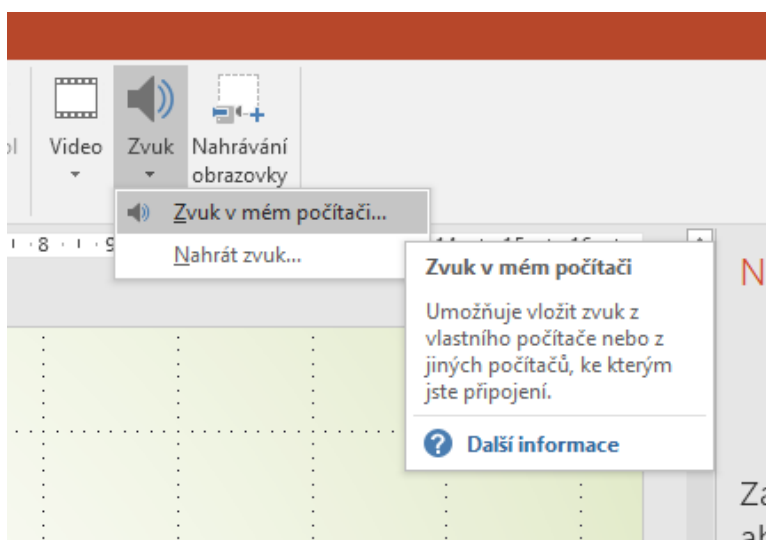 Video
Zvuk
Nahrávání
obrazovky
Zvuk v mém počítači...
Nahrát zvuk...
8
Zvuk v mém počítači
Umožňuje vložit zvuk z
vlastního počítače nebo z
jiných počítačů, ke kterým
jste připojení.
Další informace